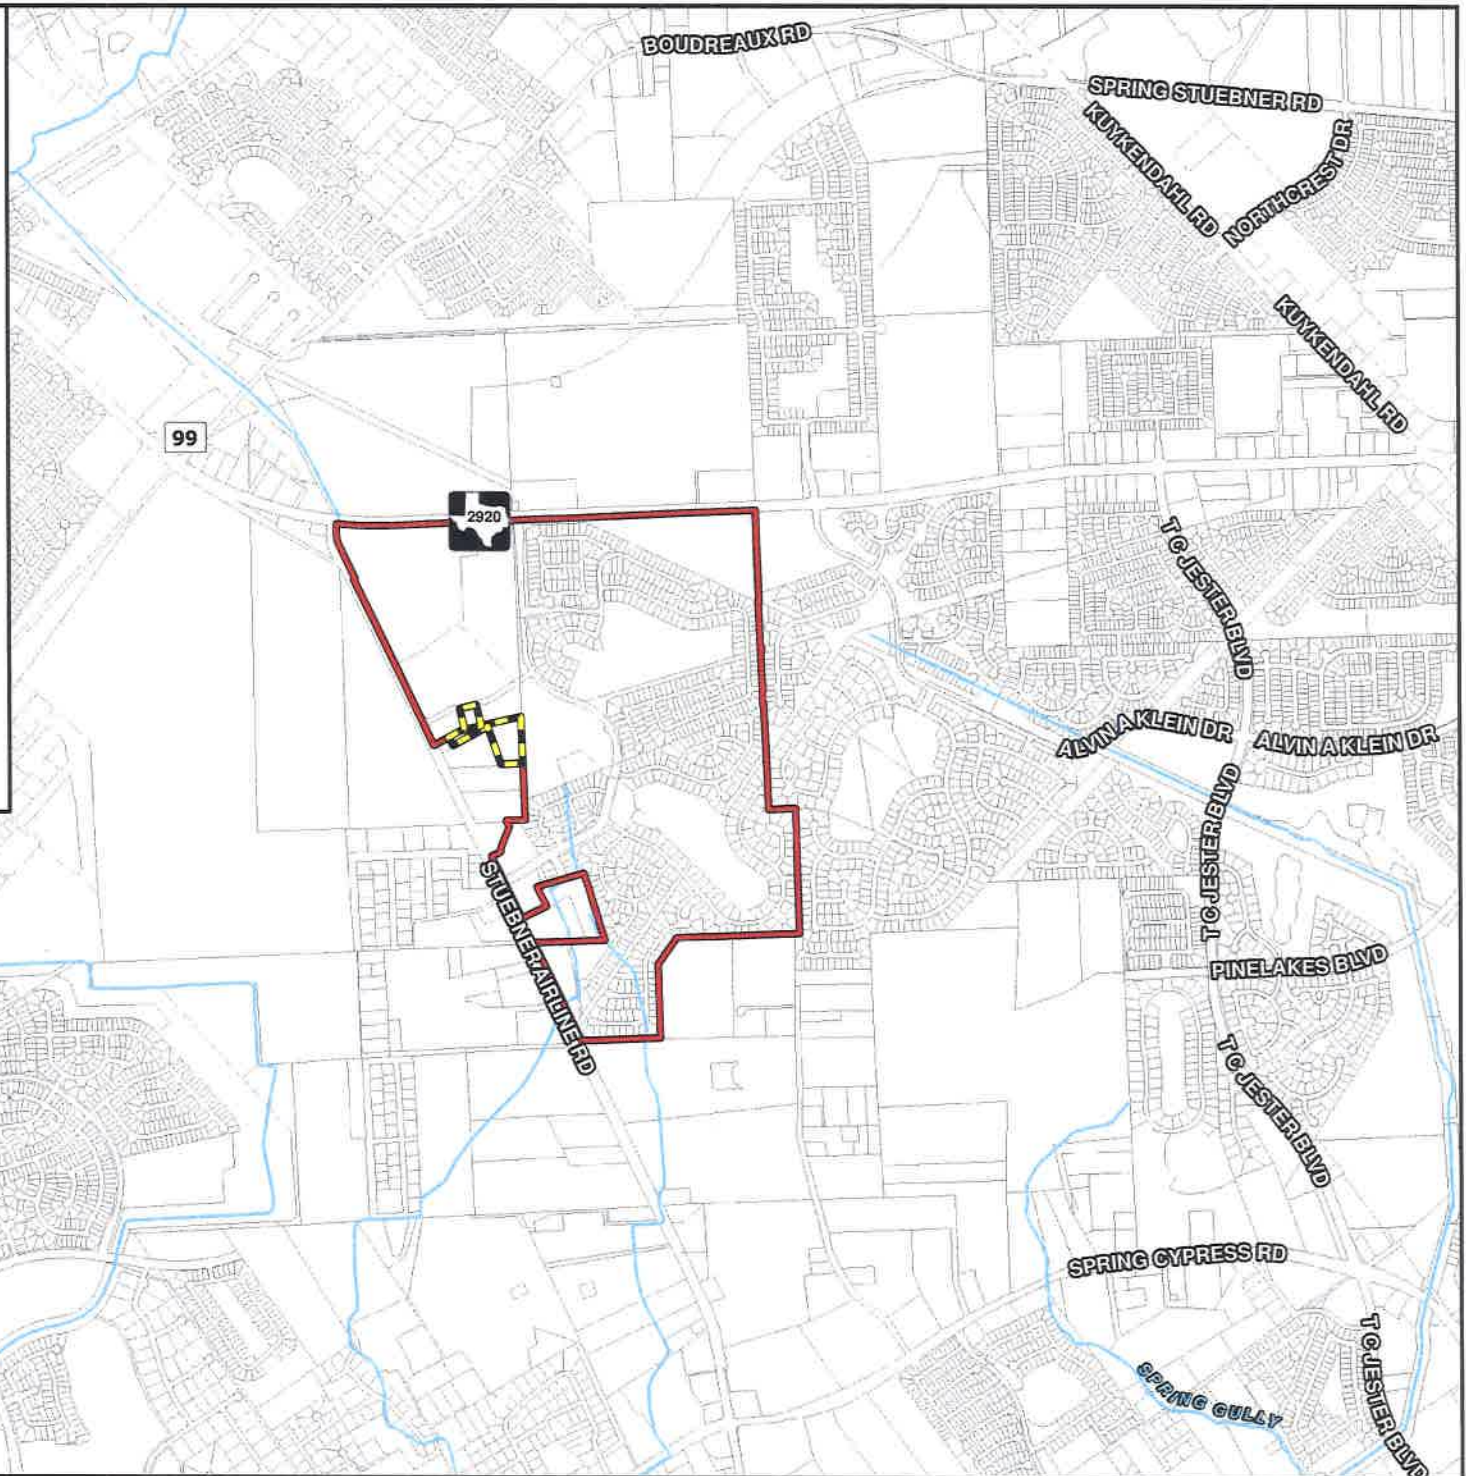 BOUDREAUX RD
SPRING STUEBNER RD
KUYKENDAHL RD
NORTHCREST DR
KUYKENDAHL RD
99
2920
T C JESTER BLVD
ALVIN A KLEIN DR
ALVIN A KLEIN DR
T C JESTER BLVD
STUEBNER AIRLINE RD
PINELAKES BLVD
T C JESTER BLVD
SPRING CYPRESS RD
T C JESTER BLVD
SPRING GULLY